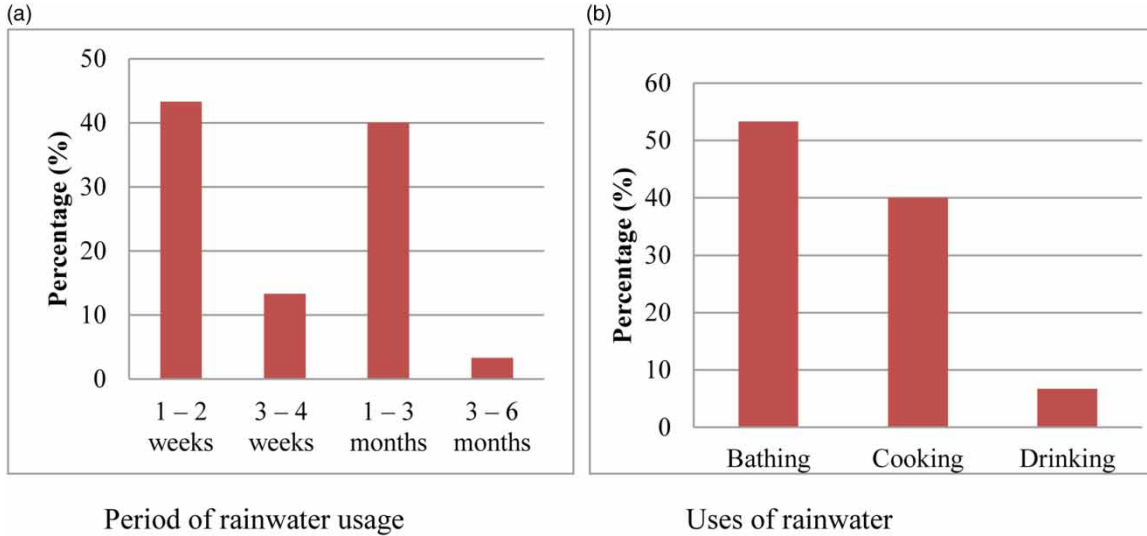 (a)
Percentage (%)
50
40
30
20
10
0
1 – 2
weeks
3 – 4
weeks
1 – 3
months
3 – 6
months
Period of rainwater usage
(b)
Percentage (%)
60
50
40
30
20
10
0
Bathing
Cooking
Drinking
Uses of rainwater